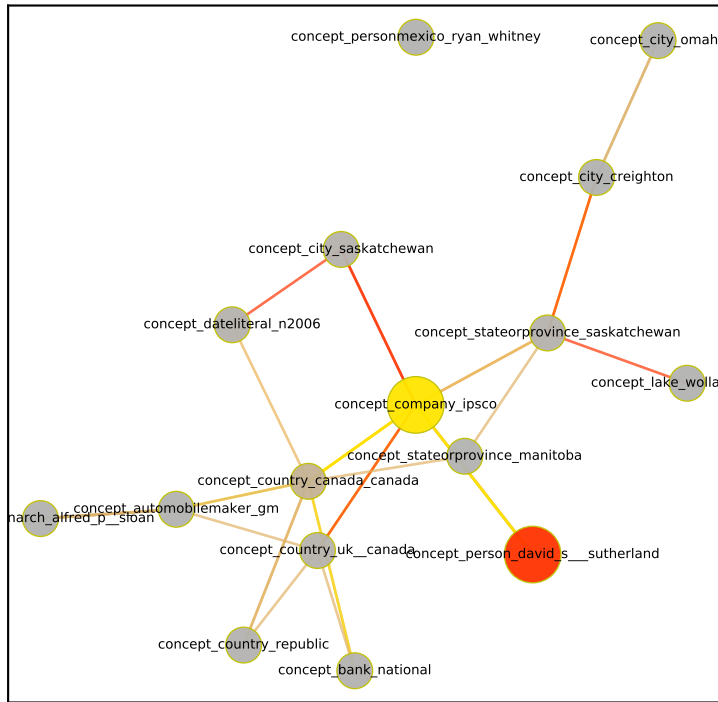 concept_personmexico_ryan_whitney
concept_city_omah
concept_city_creighton
concept_city_saskatchewan
concept_dateliteral_n2006
concept_stateorprovince_saskatchewan
concept_lake_wolla
concept_company_ipsco
concept_stateorprovince_manitoba
concept_country_canada_canada
concept_automobilemaker_gm
narch_alfred_p__sloan
concept_country_uk__canada
concept_person_david_s___sutherland
concept_country_republic
concept_bank_national